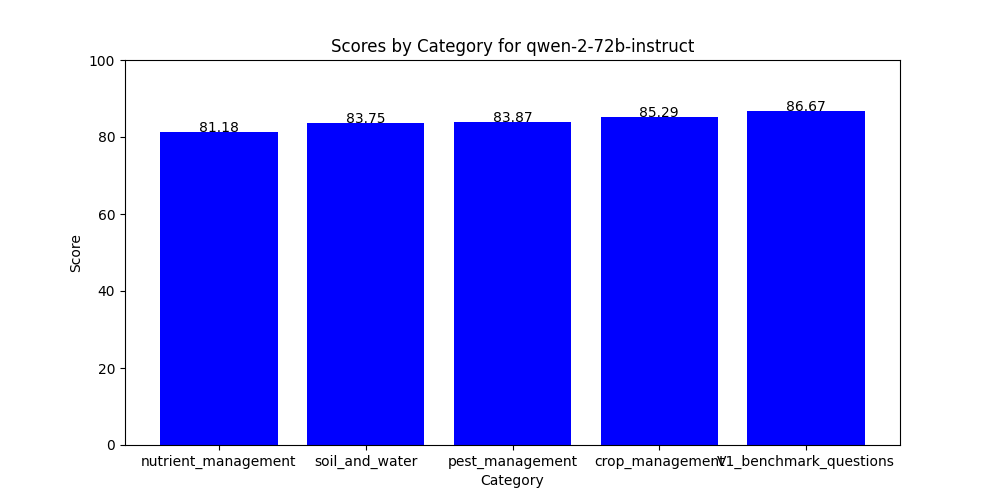 Scores by Category for qwen-2-72b-instruct
100
80
60
40
20
0
Score
81.18
83.75
83.87
85.29
86.67
nutrient_management
soil_and_water
pest_management
crop_management
V1_benchmark_questions
Category